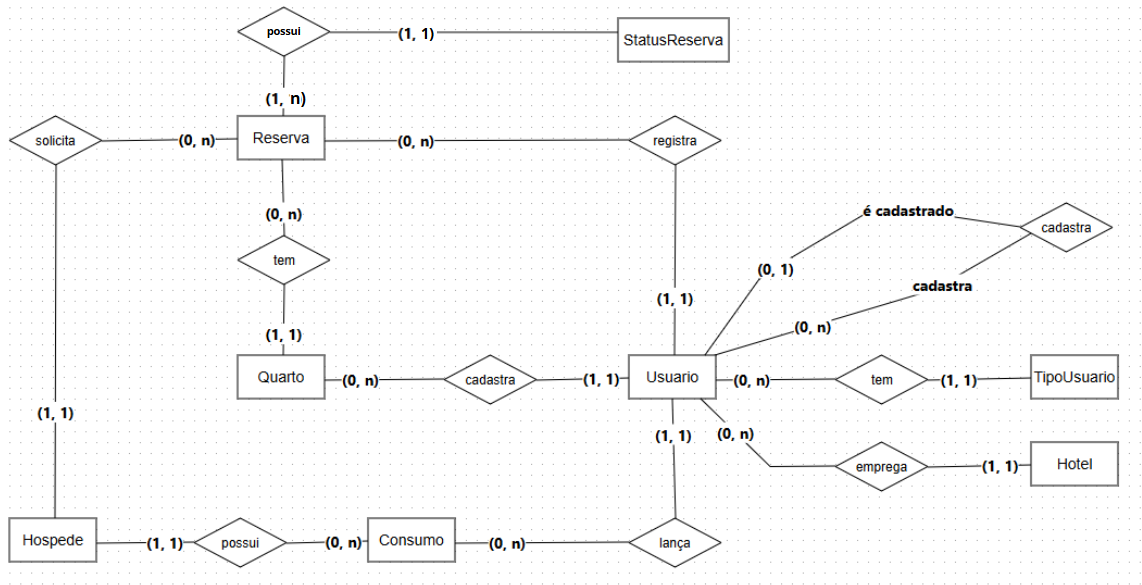 possui
(1, 1)
StatusReserva
(1, n)
solicita
(0, n)
Reserva
(0, n)
registra
(0, n)
é cadastrado
cadastra
tem
(0, 1)
cadastra
(1, 1)
(0, n)
(1, 1)
Quarto
(0, n)
cadastra
(1, 1)
Usuario
(0, n)
tem
(1, 1)
TipoUsuario
(1, 1)
(1, 1)
(0, n)
emprega
(1, 1)
Hotel
Hospede
(1, 1)
possui
(0, n)
Consumo
(0, n)
lança